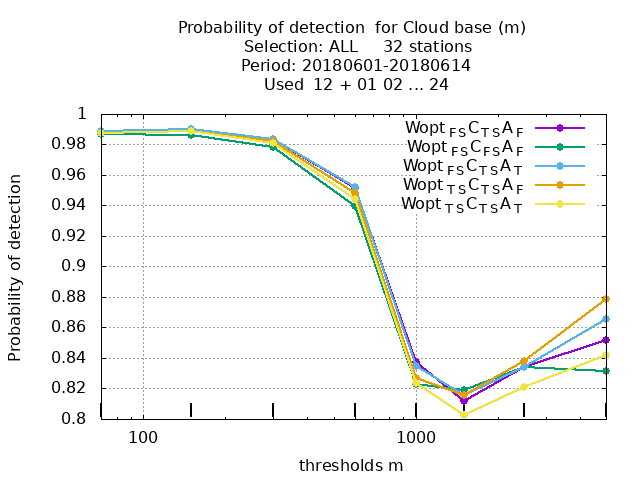 Probability of detection  for Cloud base (m)
Selection: ALL     32 stations
Period: 20180601-20180614
Used  12 + 01 02 ... 24
Probability of detection
1
0.98
0.96
0.94
0.92
0.9
0.88
0.86
0.84
0.82
0.8
Wopt FS C TS A F
Wopt FS C FS A F
Wopt FS C TS A T
Wopt TS C TS A F
Wopt TS C TS A T
100
1000
thresholds m